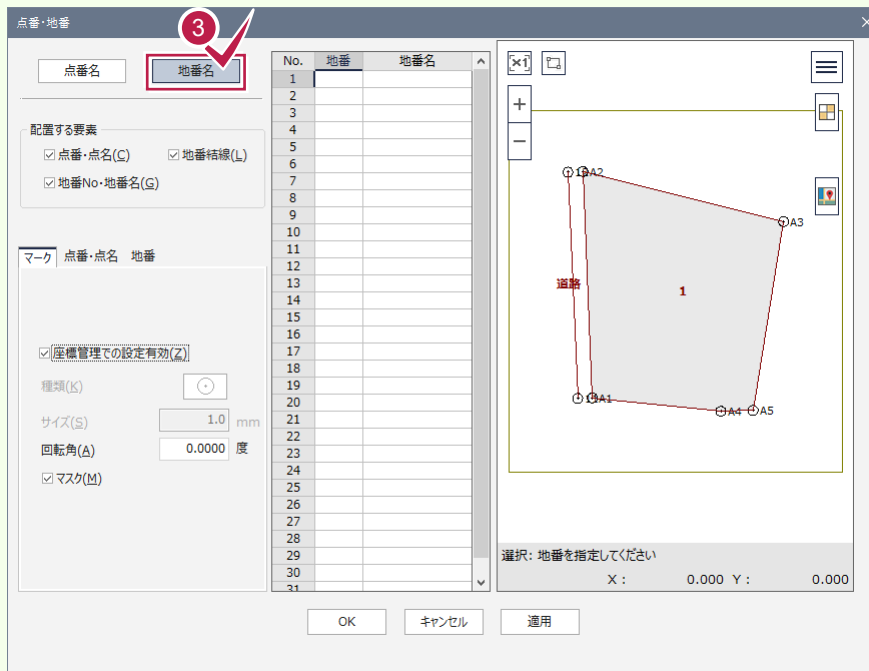 点番・地番
3
点番名
地番名
配置する要素
点番・点名(C)
地番結線(L)
地番No・地番名(G)
マーク 点番・点名 地番
座標管理での設定有効(Z)
種類(K)
サイズ(S) 1.0 mm
回転角(A) 0.0000 度
マスク(M)
No. 地番 地番名
1
2
3
4
5
6
7
8
9
10
11
12
13
14
15
16
17
18
19
20
21
22
23
24
25
26
27
28
29
30
31
×1
A2
A3
道路
1
A1
A4
A5
選択: 地番を指定してください
X : 0.000 Y : 0.000
OK
キャンセル
適用